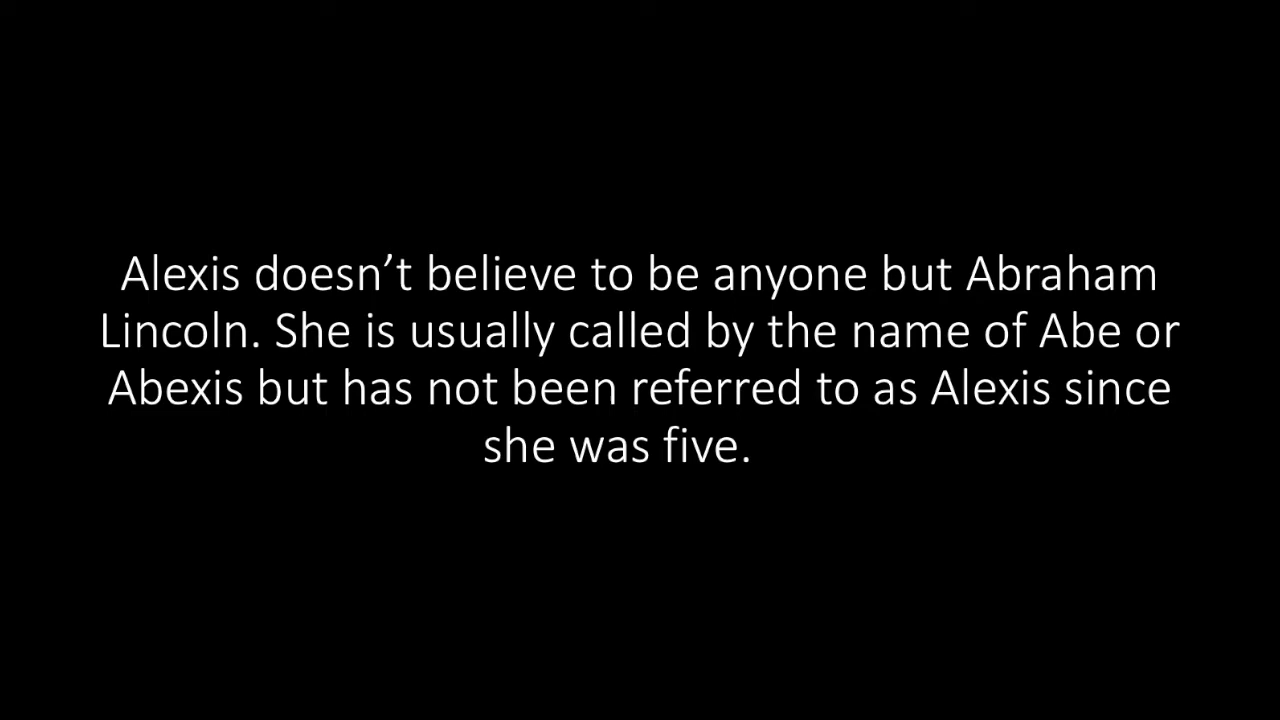 Alexis doesn’t believe to be anyone but Abraham
Lincoln. She is usually called by the name of Abe or
Abexis but has not been referred to as Alexis since
she was five.